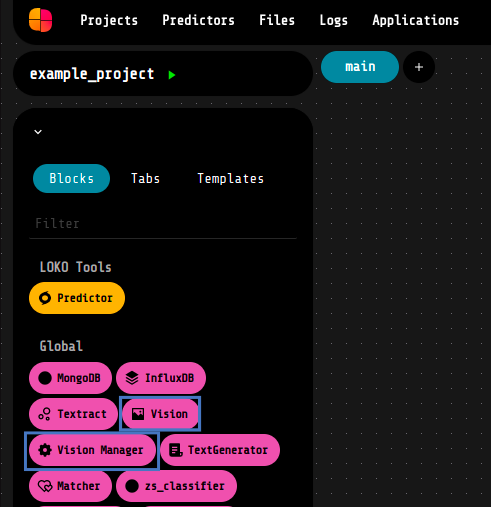 Projects Predictors Files Logs Applications
example_project main +
Blocks Tabs Templates
Filter
LOKO Tools
Predictor
Global
MongoDB InfluxDB
Textract Vision
Vision Manager TextGenerator
Matcher zs_classifier